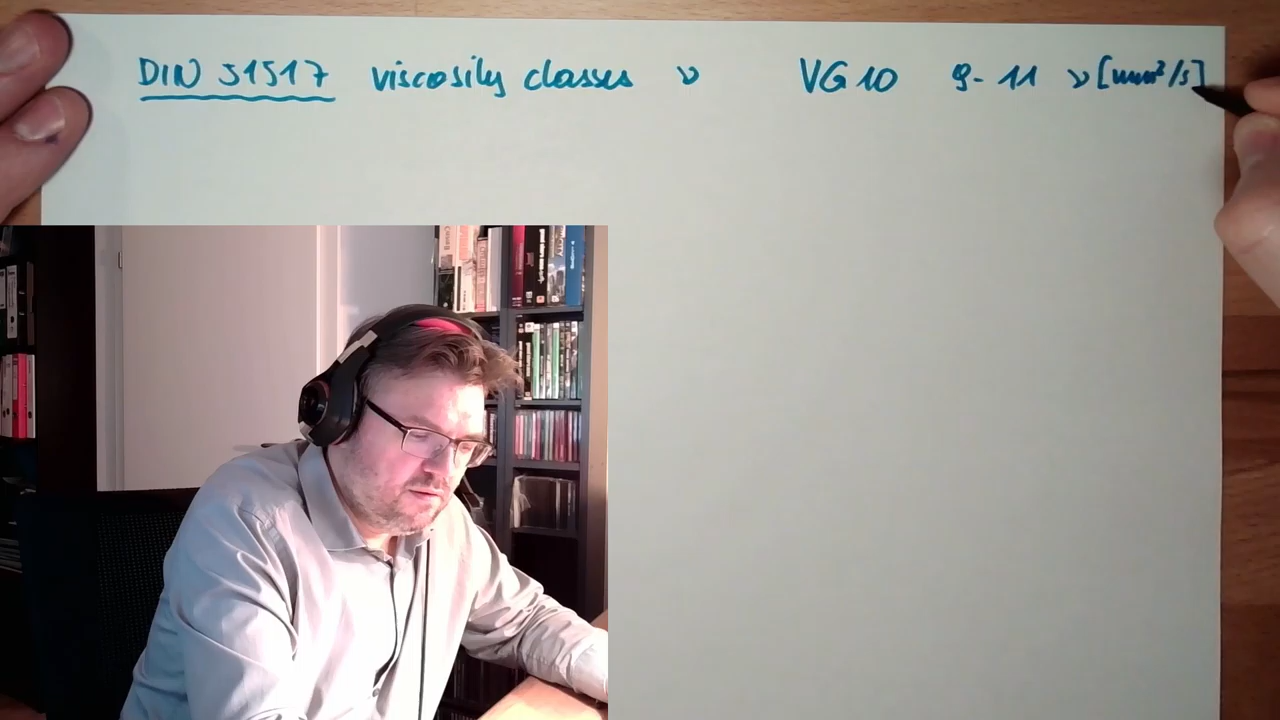 DIN 51517 viscosity classes ν VG 10 9-11 ν [mm²/s]